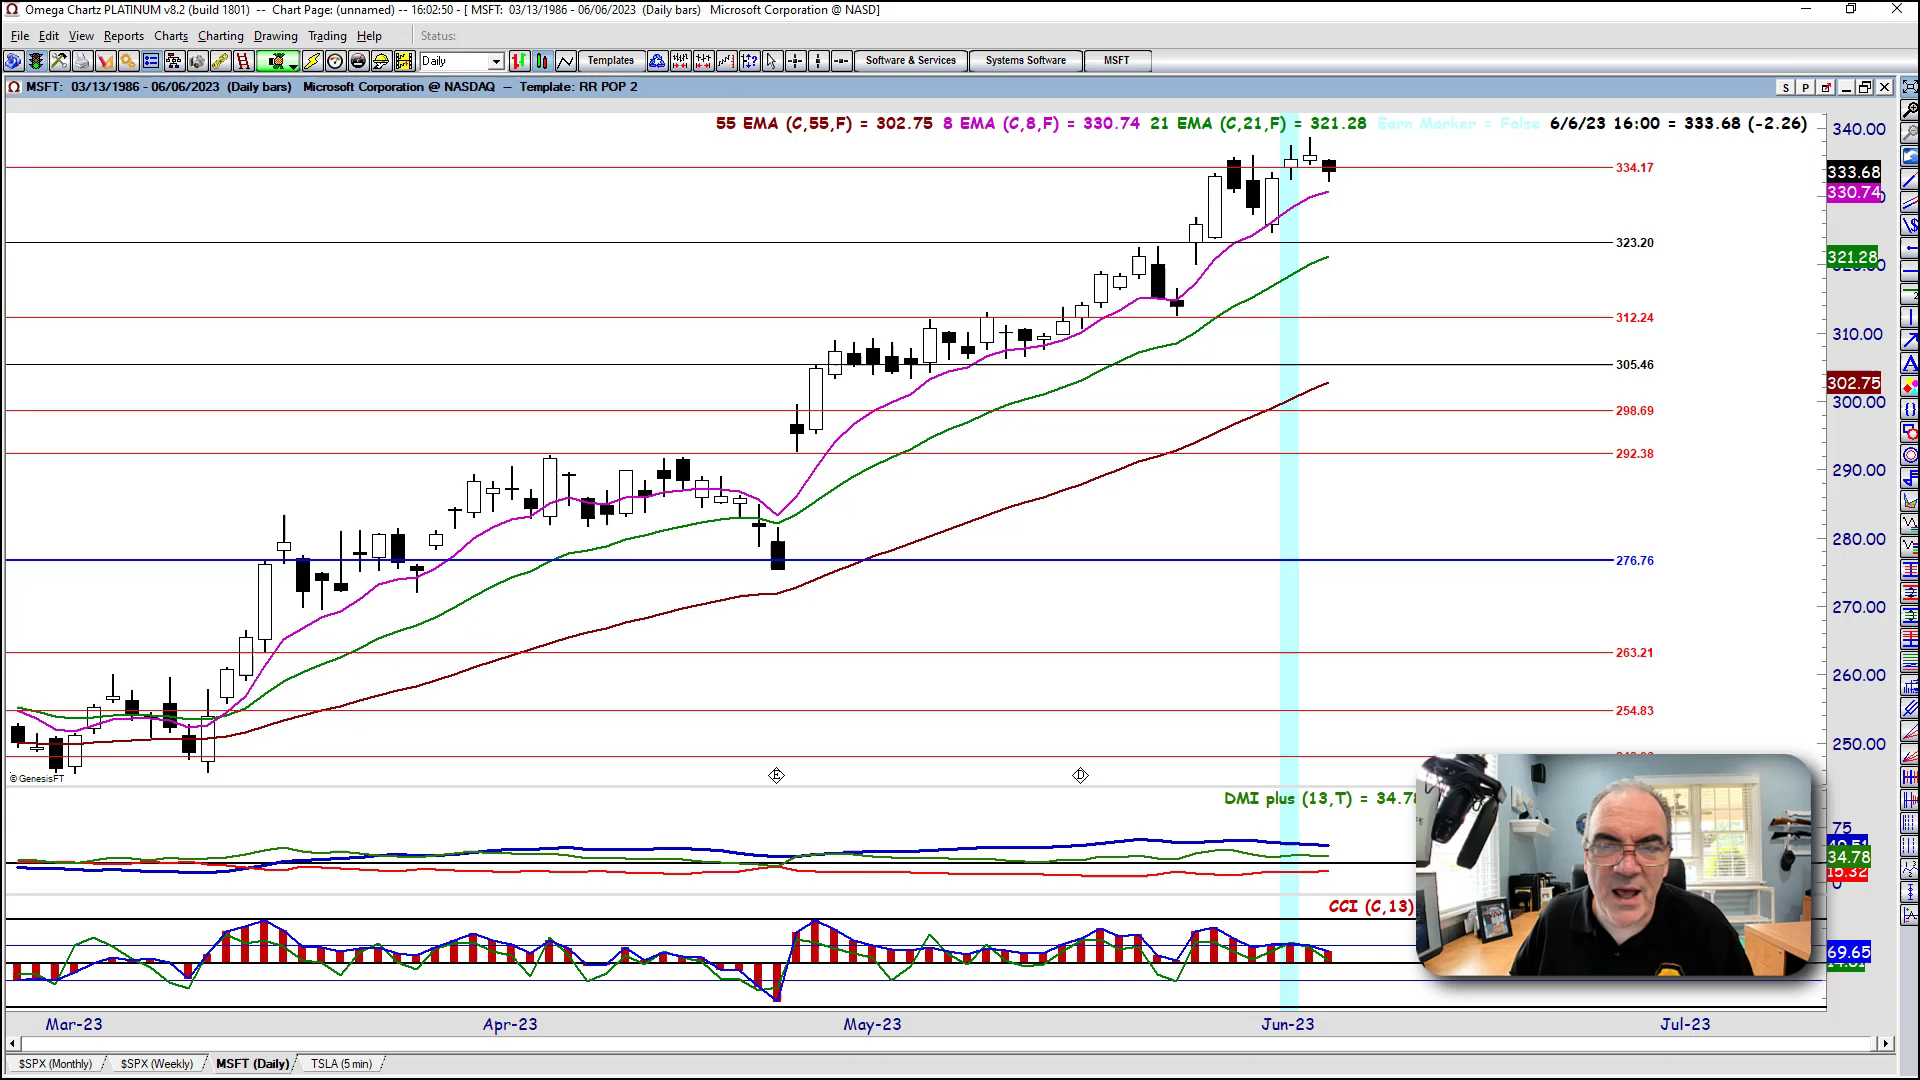 Omega Chartz PLATINUM v8.2 (build 1801) -- Chart Page: (unnamed) -- 16:02:50 - [ MSFT: 03/13/1986 - 06/06/2023 (Daily bars) Microsoft Corporation @ NASD]
File Edit View Reports Charts Charting Drawing Trading Help Status:
Daily Templates Software & Services Systems Software MSFT
MSFT: 03/13/1986 - 06/06/2023 (Daily bars) Microsoft Corporation @ NASDAQ – Template: RR POP 2 S P
55 EMA (C,55,F) = 302.75 8 EMA (C,8,F) = 330.74 21 EMA (C,21,F) = 321.28 Earn Marker = False 6/6/23 16:00 = 333.68 (-2.26)
340.00
334.17
333.68
330.74
323.20
321.28
312.24
310.00
305.46
302.75
300.00
298.69
292.38
290.00
280.00
276.76
270.00
263.21
260.00
254.83
250.00
© GenesisFT E D
DMI plus (13,T) = 34.78
75
34.78
15.32
0
CCI (C,13)
69.65
Mar-23 Apr-23 May-23 Jun-23 Jul-23
$SPX (Monthly) $SPX (Weekly) MSFT (Daily) TSLA (5 min)